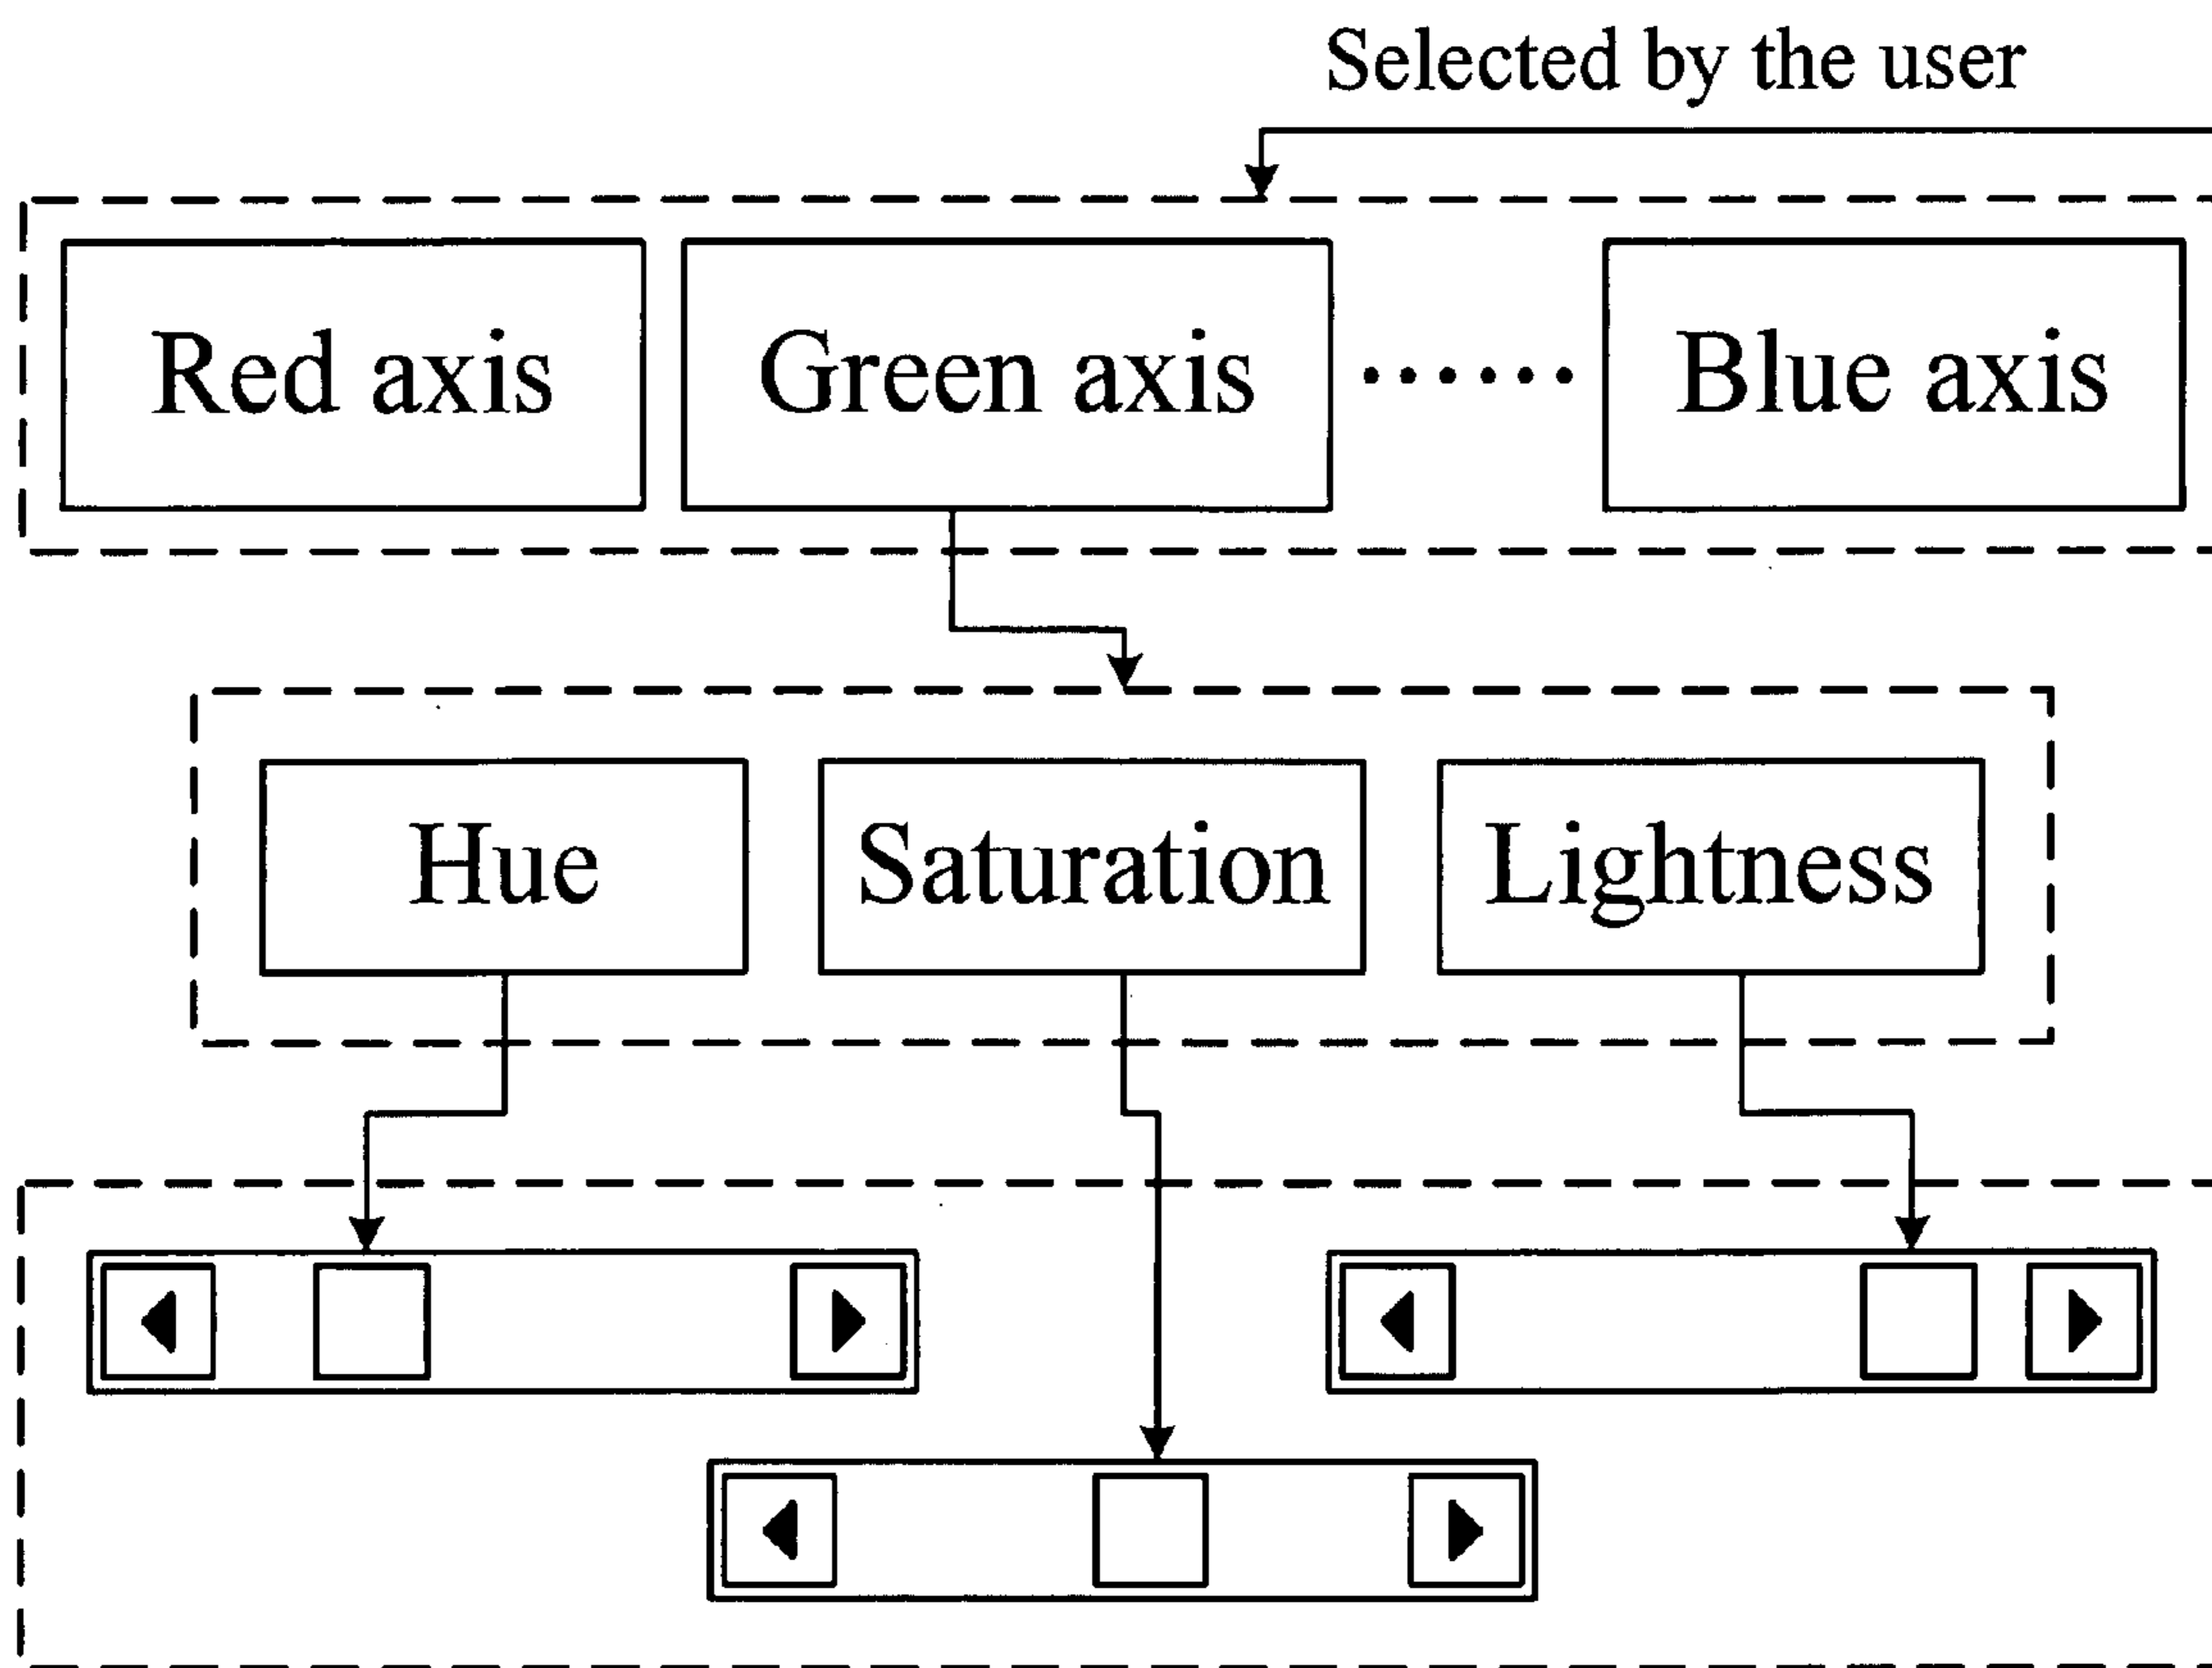 Selected by the user
Red axis
Green axis
......
Blue axis
Hue
Saturation
Lightness